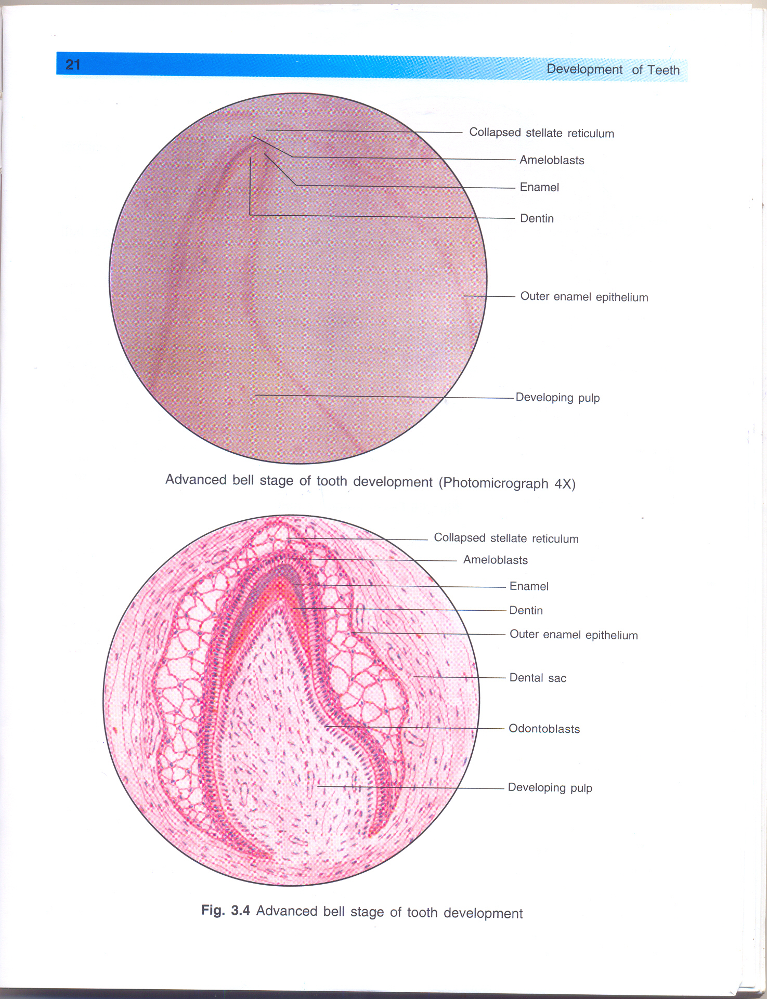 21
Development of Teeth
Collapsed stellate reticulum
Ameloblasts
Enamel
Dentin
Outer enamel epithelium
Developing pulp
Advanced bell stage of tooth development (Photomicrograph 4X)
Collapsed stellate reticulum
Ameloblasts
Enamel
Dentin
Outer enamel epithelium
Dental sac
Odontoblasts
Developing pulp
Fig. 3.4 Advanced bell stage of tooth development